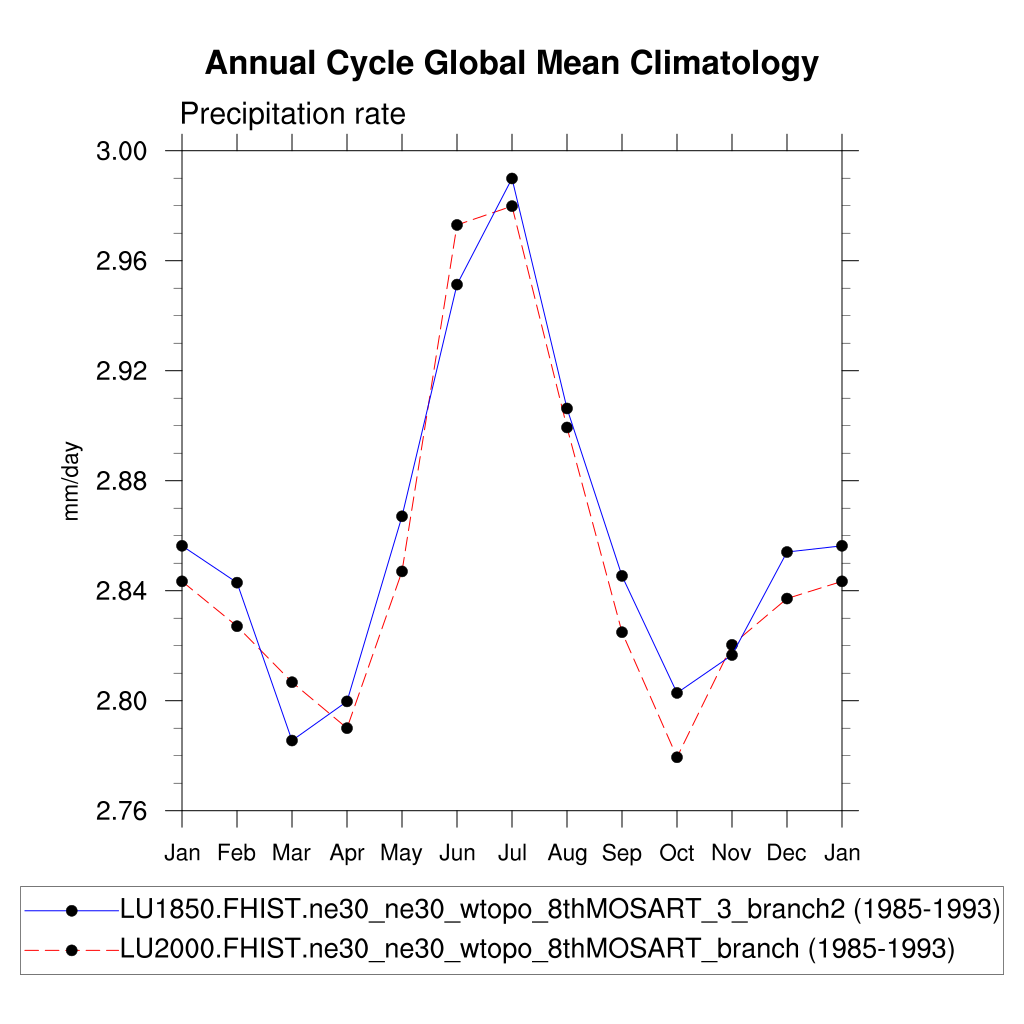 Annual Cycle Global Mean Climatology
Precipitation rate
3.00
2.96
2.92
2.88
2.84
2.80
2.76
mm/day
Jan Feb Mar Apr May Jun Jul Aug Sep Oct Nov Dec Jan
LU1850.FHIST.ne30_ne30_wtopo_8thMOSART_3_branch2 (1985-1993)
LU2000.FHIST.ne30_ne30_wtopo_8thMOSART_branch (1985-1993)